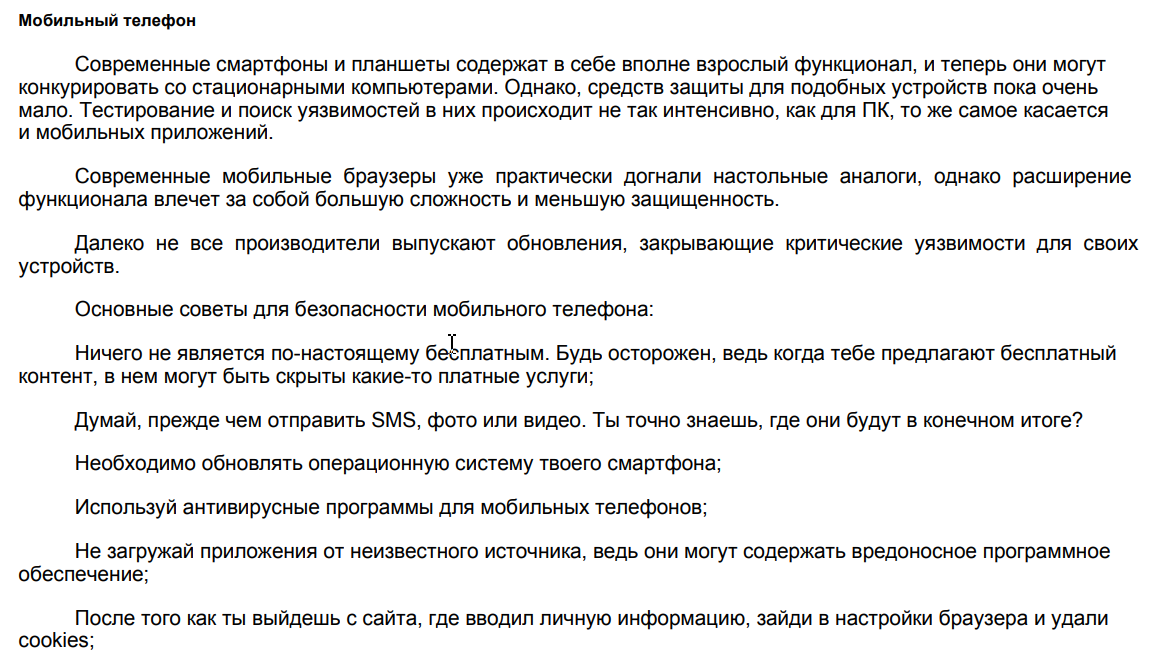 Мобильный телефон
Современные смартфоны и планшеты содержат в себе вполне взрослый функционал, и теперь они могут
конкурировать со стационарными компьютерами. Однако, средств защиты для подобных устройств пока очень
мало. Тестирование и поиск уязвимостей в них происходит не так интенсивно, как для ПК, то же самое касается
и мобильных приложений.
Современные мобильные браузеры уже практически догнали настольные аналоги, однако расширение
функционала влечет за собой большую сложность и меньшую защищенность.
Далеко не все производители выпускают обновления, закрывающие критические уязвимости для своих
устройств.
Основные советы для безопасности мобильного телефона:
Ничего не является по-настоящему бесплатным. Будь осторожен, ведь когда тебе предлагают бесплатный
контент, в нем могут быть скрыты какие-то платные услуги;
Думай, прежде чем отправить SMS, фото или видео. Ты точно знаешь, где они будут в конечном итоге?
Необходимо обновлять операционную систему твоего смартфона;
Используй антивирусные программы для мобильных телефонов;
Не загружай приложения от неизвестного источника, ведь они могут содержать вредоносное программное
обеспечение;
После того как ты выйдешь с сайта, где вводил личную информацию, зайди в настройки браузера и удали
cookies;